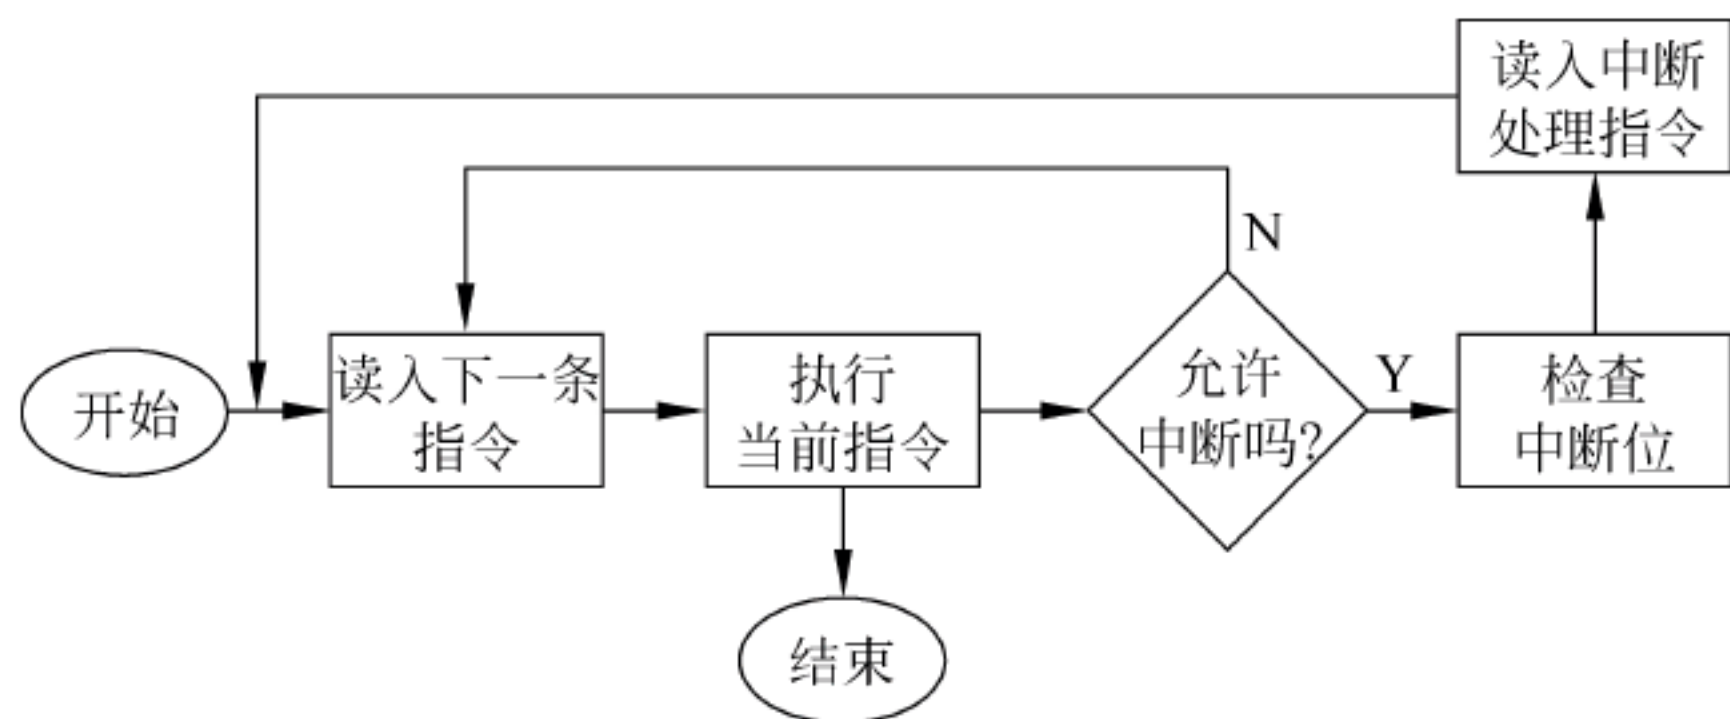 开始
读入下一条
指令
执行
当前指令
结束
允许
中断吗?
N
Y
检查
中断位
读入中断
处理指令